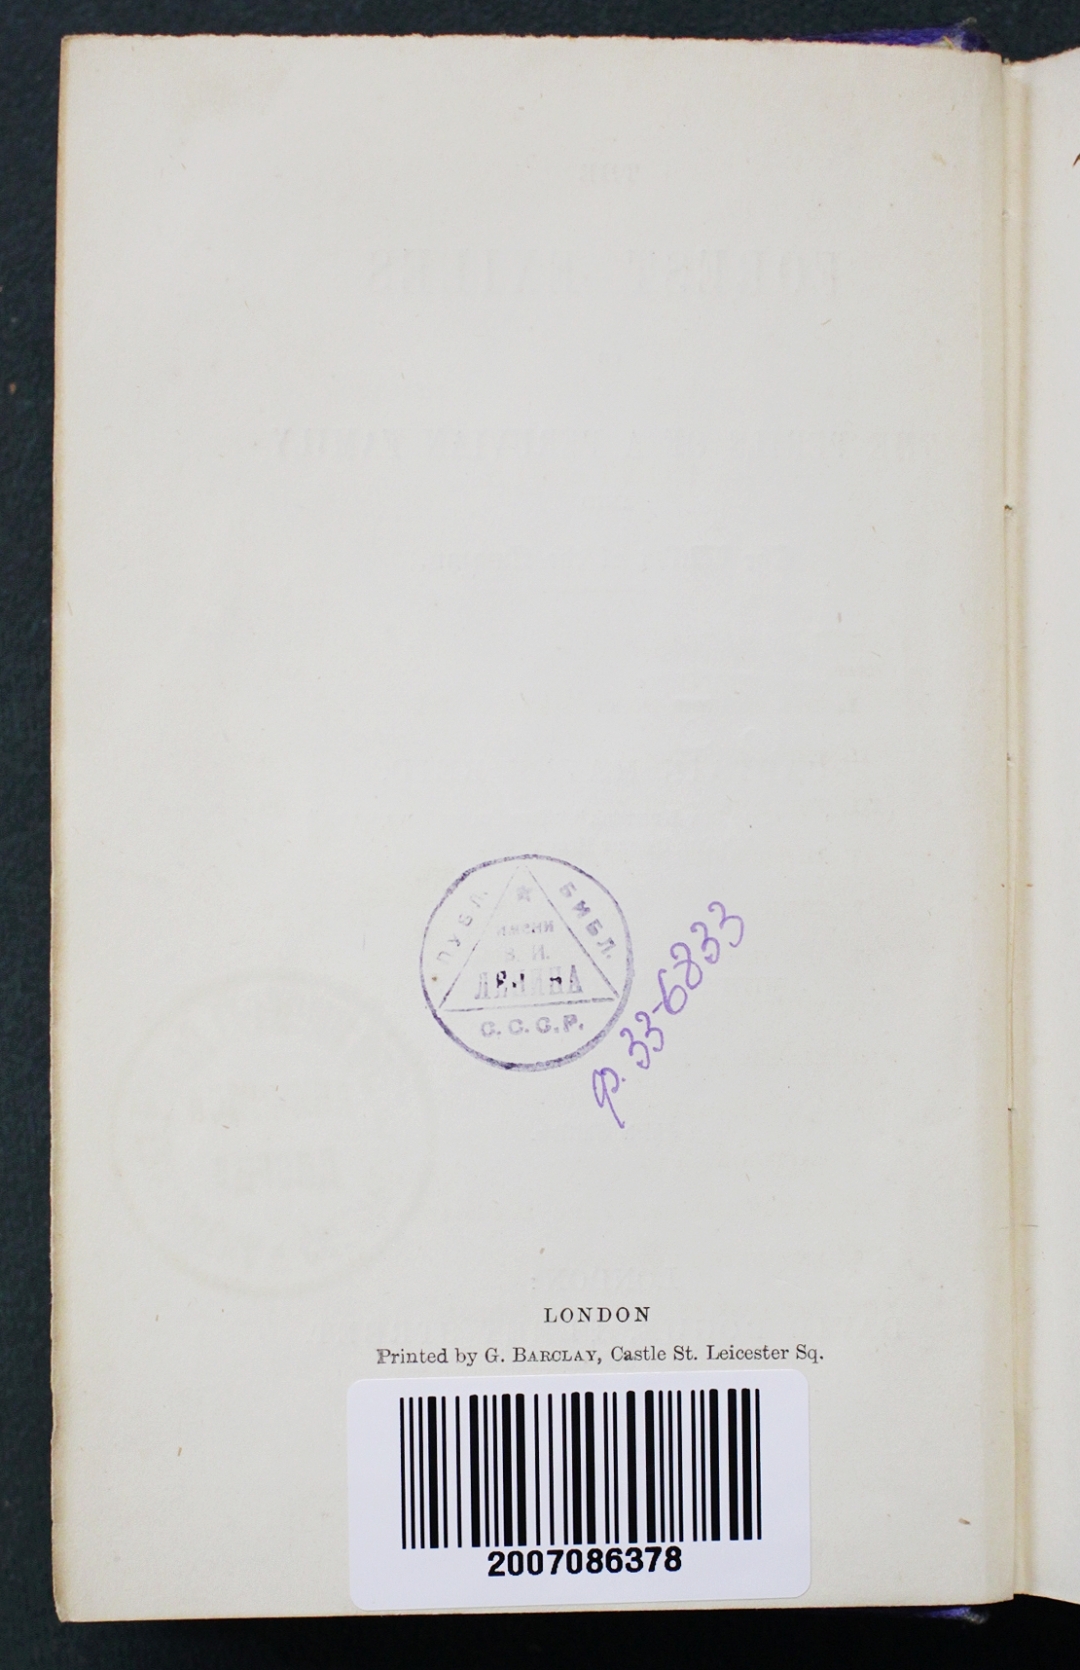 ПУБЛ. БИБЛ.
ИМЕНИ
В. И.
ЛЕНИНА
С. С. С. Р.
Ф. 33-6833
LONDON
Printed by G. BARCLAY, Castle St. Leicester Sq.
2007086378